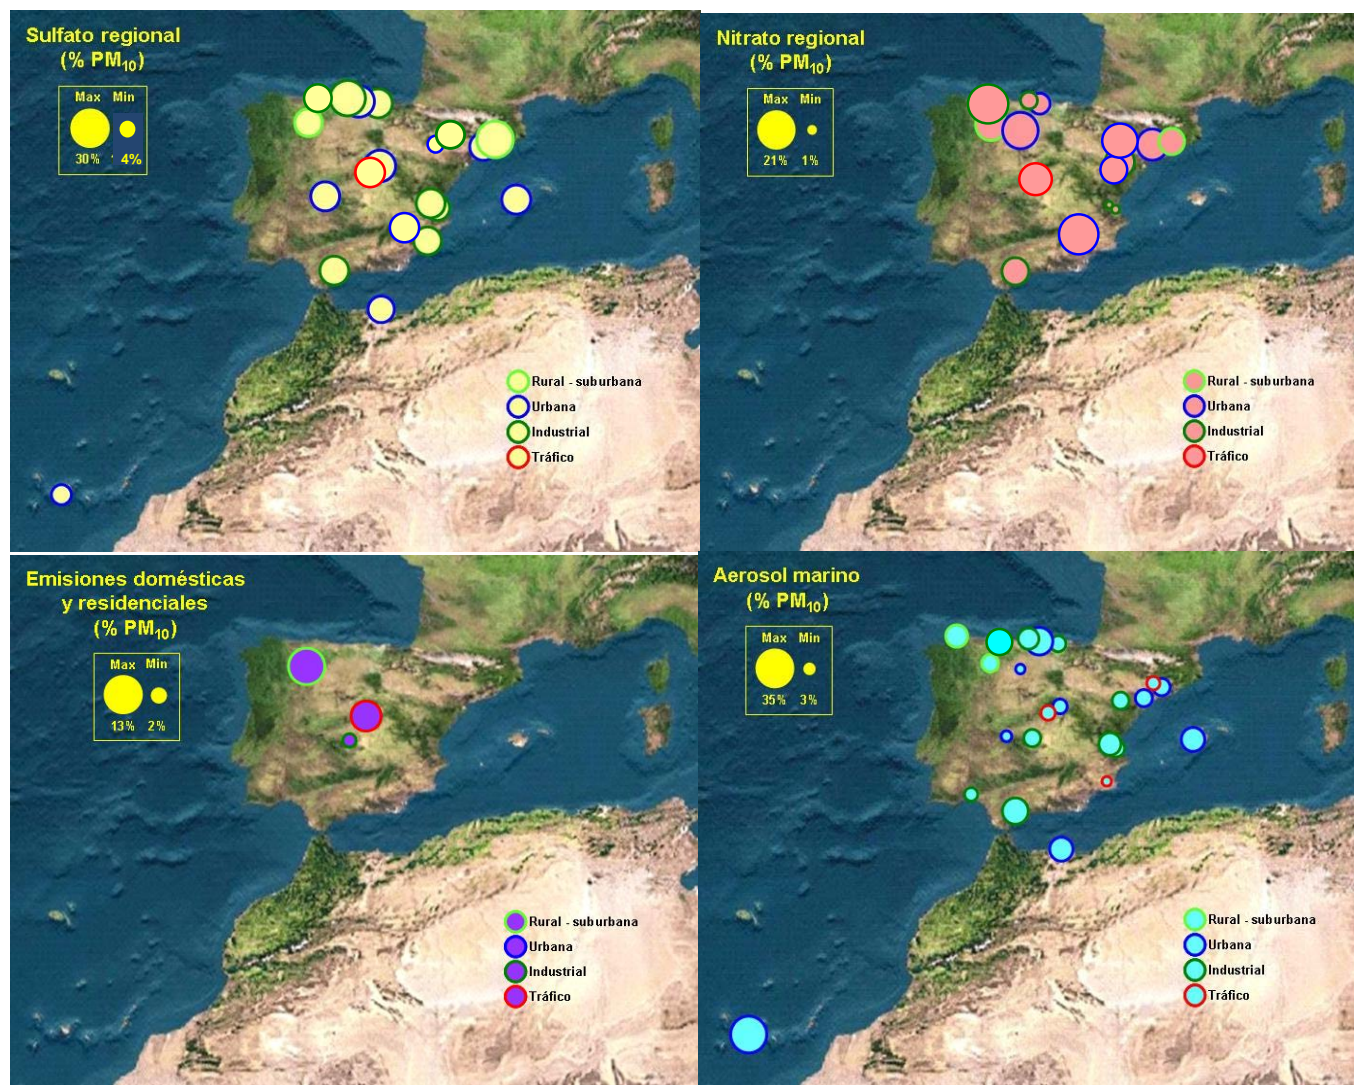 Sulfato regional
(% PM10)
Max Min
30% 4%
Rural - suburbana
Urbana
Industrial
Tráfico
Nitrato regional
(% PM10)
Max Min
21% 1%
Rural - suburbana
Urbana
Industrial
Tráfico
Emisiones domésticas
y residenciales
(% PM10)
Max Min
13% 2%
Rural - suburbana
Urbana
Industrial
Tráfico
Aerosol marino
(% PM10)
Max Min
35% 3%
Rural - suburbana
Urbana
Industrial
Tráfico